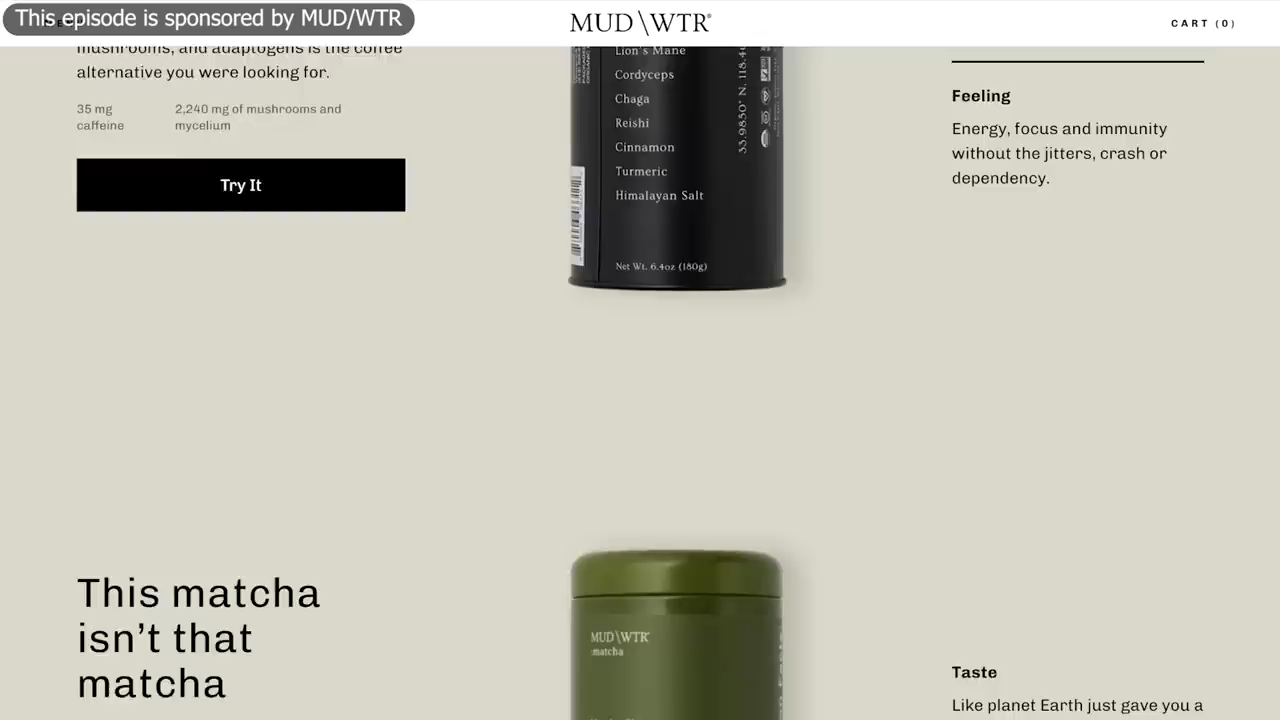 This episode is sponsored by MUD/WTR
MUD\WTR®
CART (0)
mushrooms, and adaptogens is the coffee
alternative you were looking for.
35 mg
caffeine
2,240 mg of mushrooms and
mycelium
Try It
Lion's Mane
Cordyceps
Chaga
Reishi
Cinnamon
Turmeric
Himalayan Salt
Net Wt. 6.4oz (180g)
Feeling
Energy, focus and immunity
without the jitters, crash or
dependency.
This matcha
isn't that
matcha
MUD\WTR
:matcha
Taste
Like planet Earth just gave you a